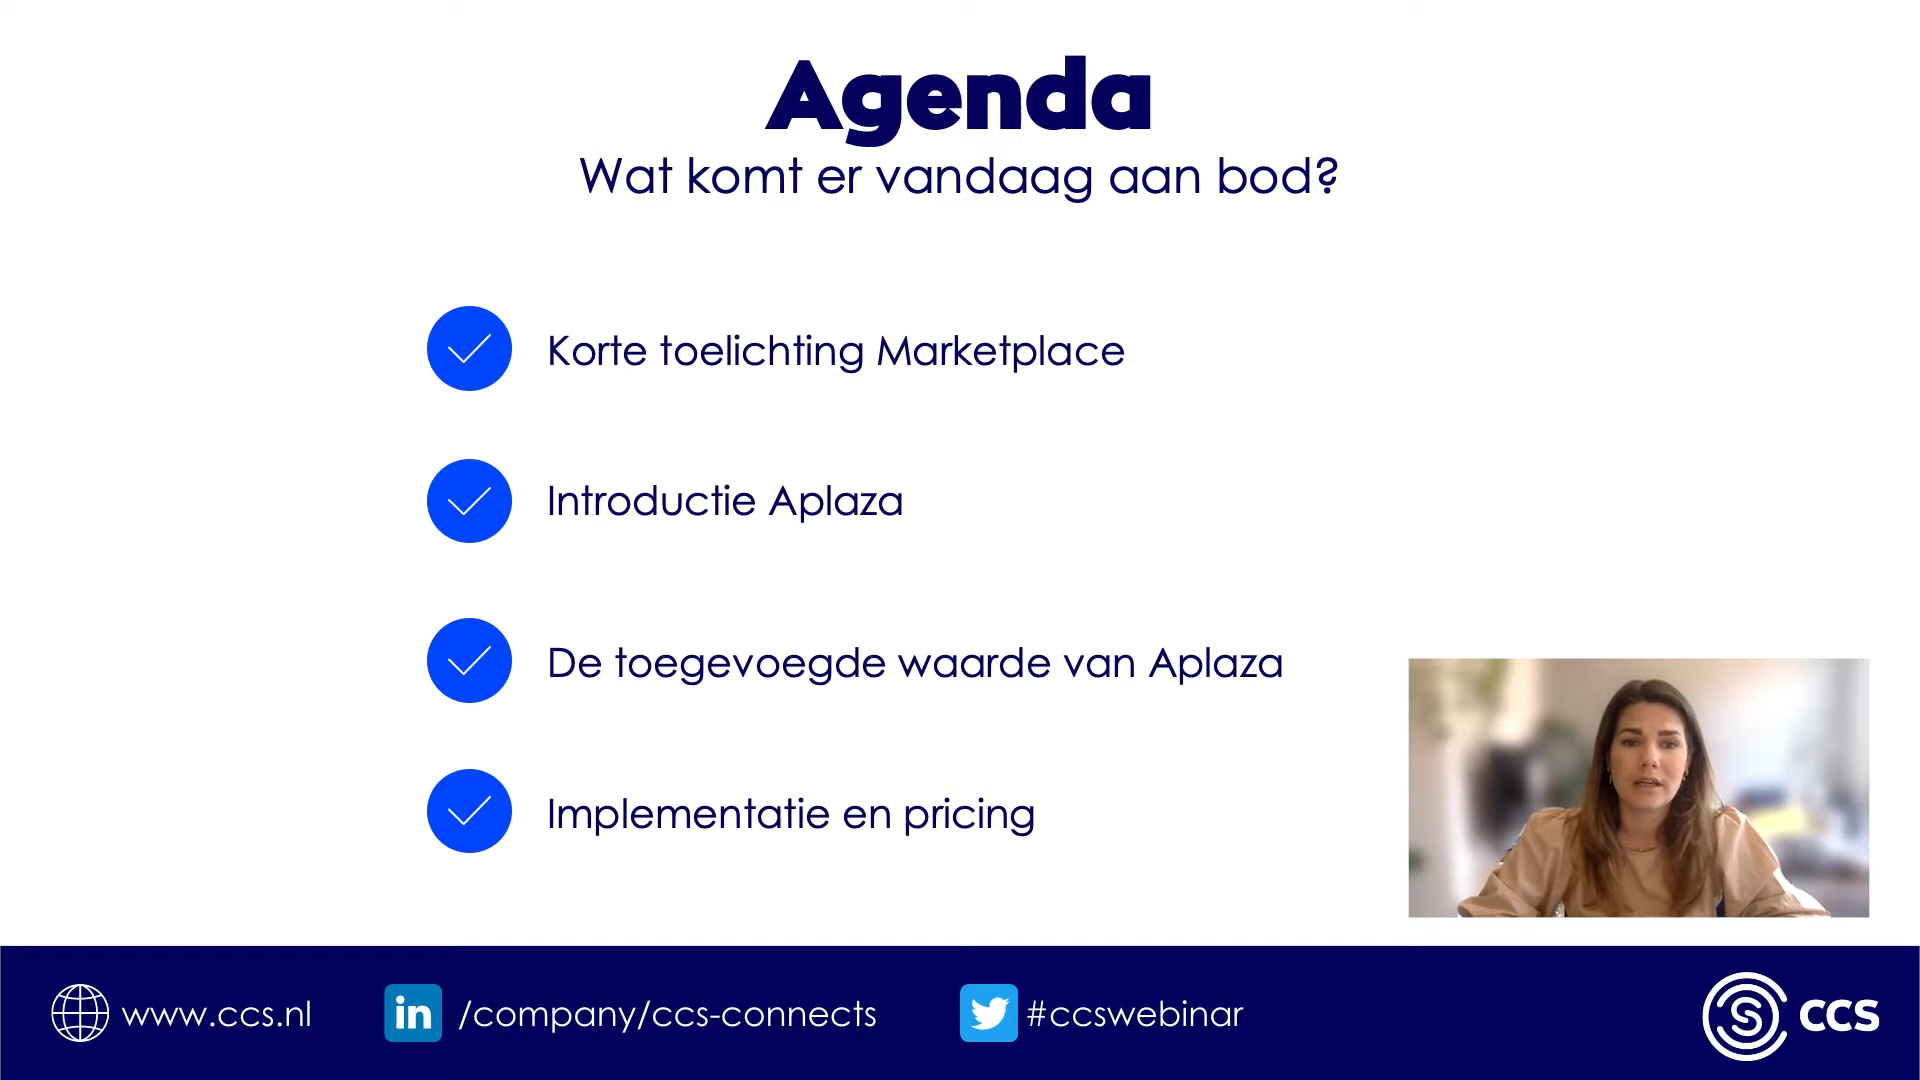 Agenda
Wat komt er vandaag aan bod?
Korte toelichting Marketplace
Introductie Aplaza
De toegevoegde waarde van Aplaza
Implementatie en pricing
www.ccs.nl
in /company/ccs-connects
#ccswebinar
ccs